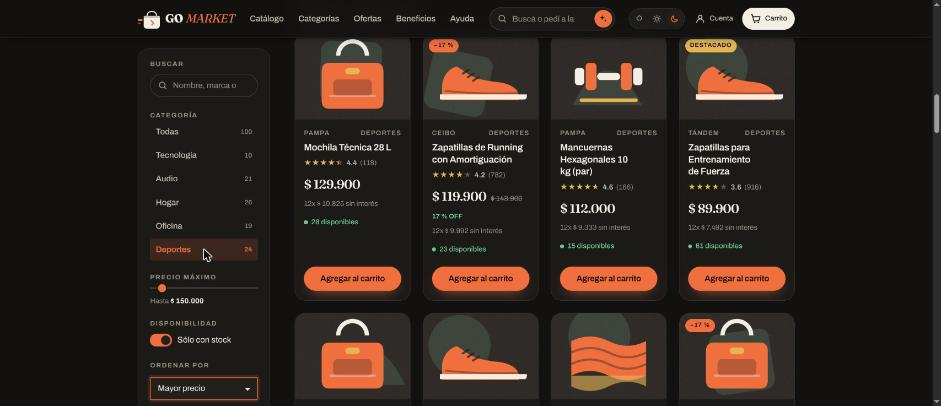 GO MARKET
Catálogo
Categorías
Ofertas
Beneficios
Ayuda
Buscá o pedí a la
Cuenta
Carrito
BUSCAR
Nombre, marca o
CATEGORÍA
Todas 100
Tecnología 10
Audio 21
Hogar 26
Oficina 19
Deportes 24
PRECIO MÁXIMO
Hasta $ 150.000
DISPONIBILIDAD
Sólo con stock
ORDENAR POR
Mayor precio
PAMPA DEPORTES
Mochila Técnica 28 L
4.4 (118)
$ 129.900
12x $ 10.825 sin interés
28 disponibles
Agregar al carrito
−17 %
CEIBO DEPORTES
Zapatillas de Running
con Amortiguación
4.2 (782)
$ 119.900 $ 143.900
17 % OFF
12x $ 9.992 sin interés
23 disponibles
Agregar al carrito
PAMPA DEPORTES
Mancuernas
Hexagonales 10
kg (par)
4.6 (166)
$ 112.000
12x $ 9.333 sin interés
15 disponibles
Agregar al carrito
DESTACADO
TÁNDEM DEPORTES
Zapatillas para
Entrenamiento
de Fuerza
3.6 (916)
$ 89.900
12x $ 7.492 sin interés
61 disponibles
Agregar al carrito
−17 %